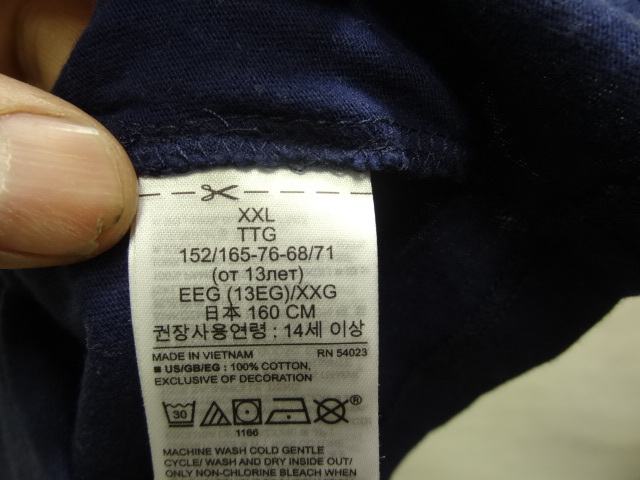 XXL
TTG
152/165-76-68/71
(от 13лет)
EEG (13EG)/XXG
日本 160 CM
권장사용연령 : 14세 이상
MADE IN VIETNAM RN 54023
■ US/GB/EG : 100% COTTON,
EXCLUSIVE OF DECORATION
30
®
1166
MACHINE WASH COLD GENTLE
CYCLE/ WASH AND DRY INSIDE OUT/
ONLY NON-CHLORINE BLEACH WHEN